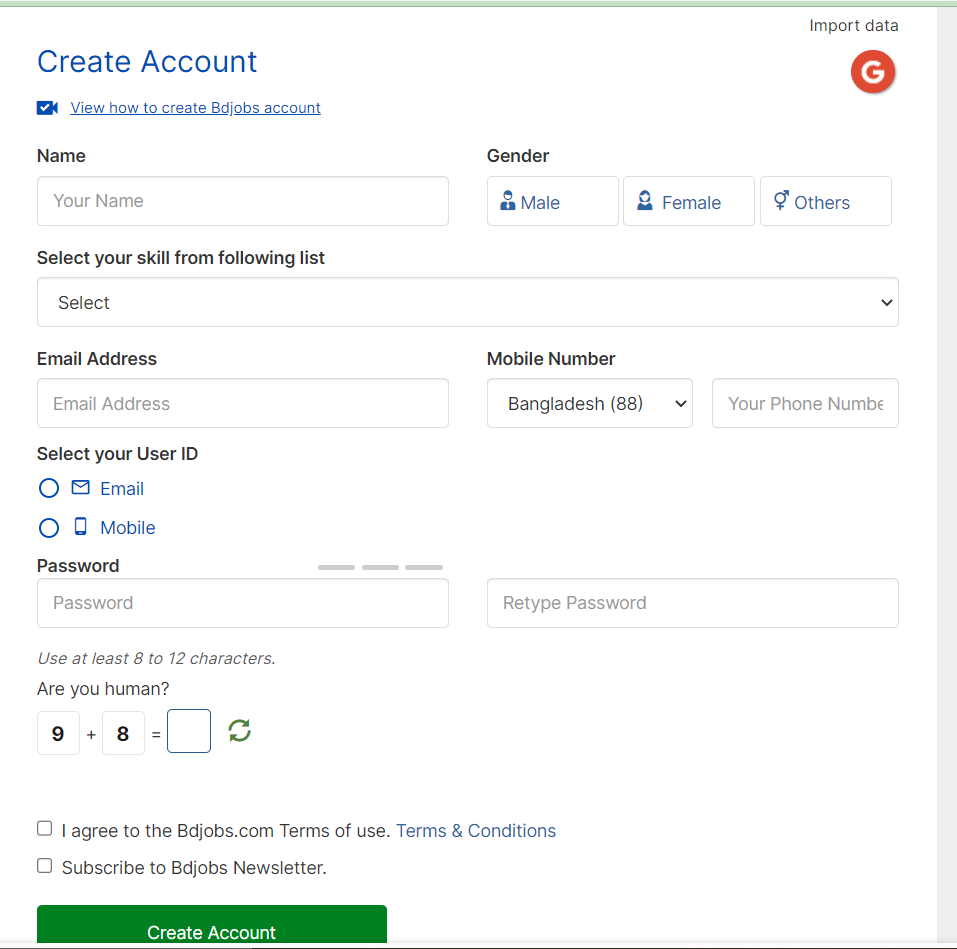 Import data
Create Account
G
View how to create Bdjobs account
Name Gender
Your Name Male Female Others
Select your skill from following list
Select
Email Address Mobile Number
Email Address Bangladesh (88) Your Phone Numbe
Select your User ID
Email
Mobile
Password
Password Retype Password
Use at least 8 to 12 characters.
Are you human?
9 + 8 =
I agree to the Bdjobs.com Terms of use. Terms & Conditions
Subscribe to Bdjobs Newsletter.
Create Account